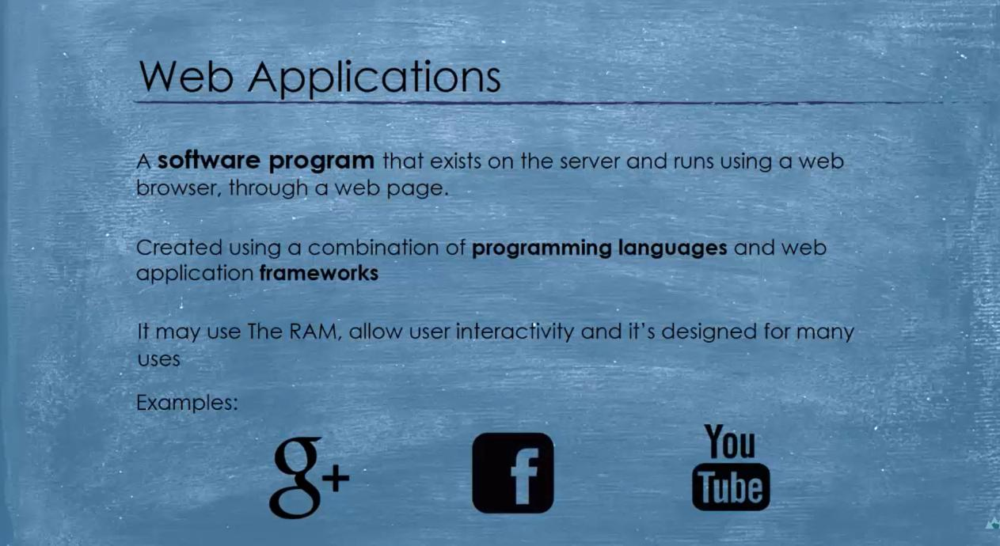 Web Applications
A software program that exists on the server and runs using a web
browser, through a web page.
Created using a combination of programming languages and web
application frameworks
It may use The RAM, allow user interactivity and it's designed for many
uses
Examples:
g+
f
You
Tube